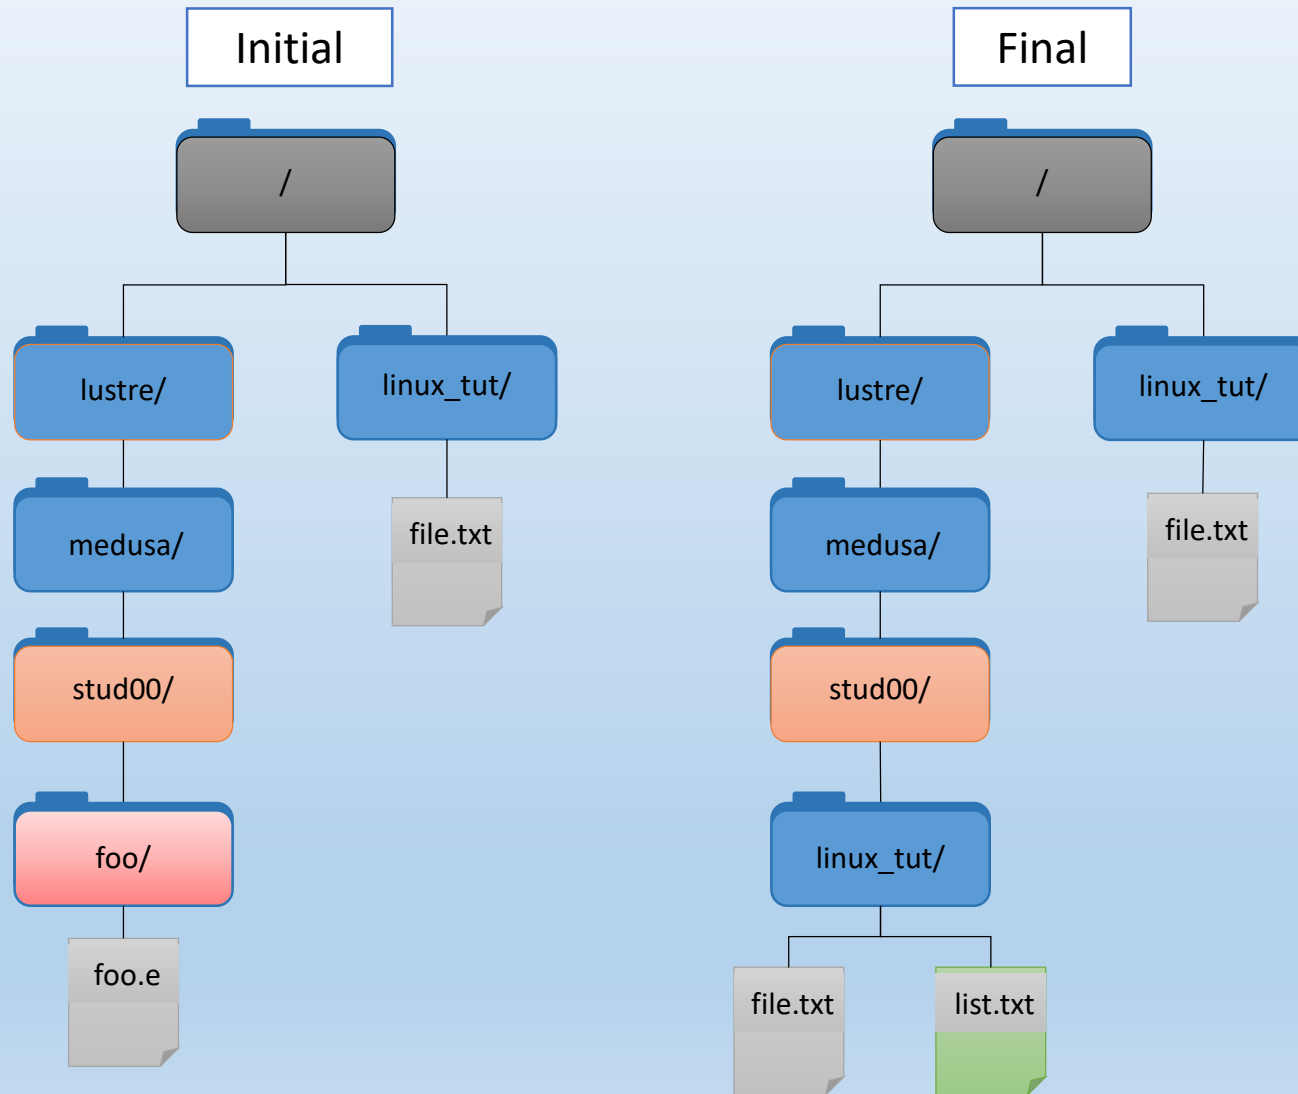 Initial
/
lustre/
linux_tut/
medusa/
file.txt
stud00/
foo/
foo.e
Final
/
lustre/
linux_tut/
medusa/
file.txt
stud00/
linux_tut/
file.txt
list.txt